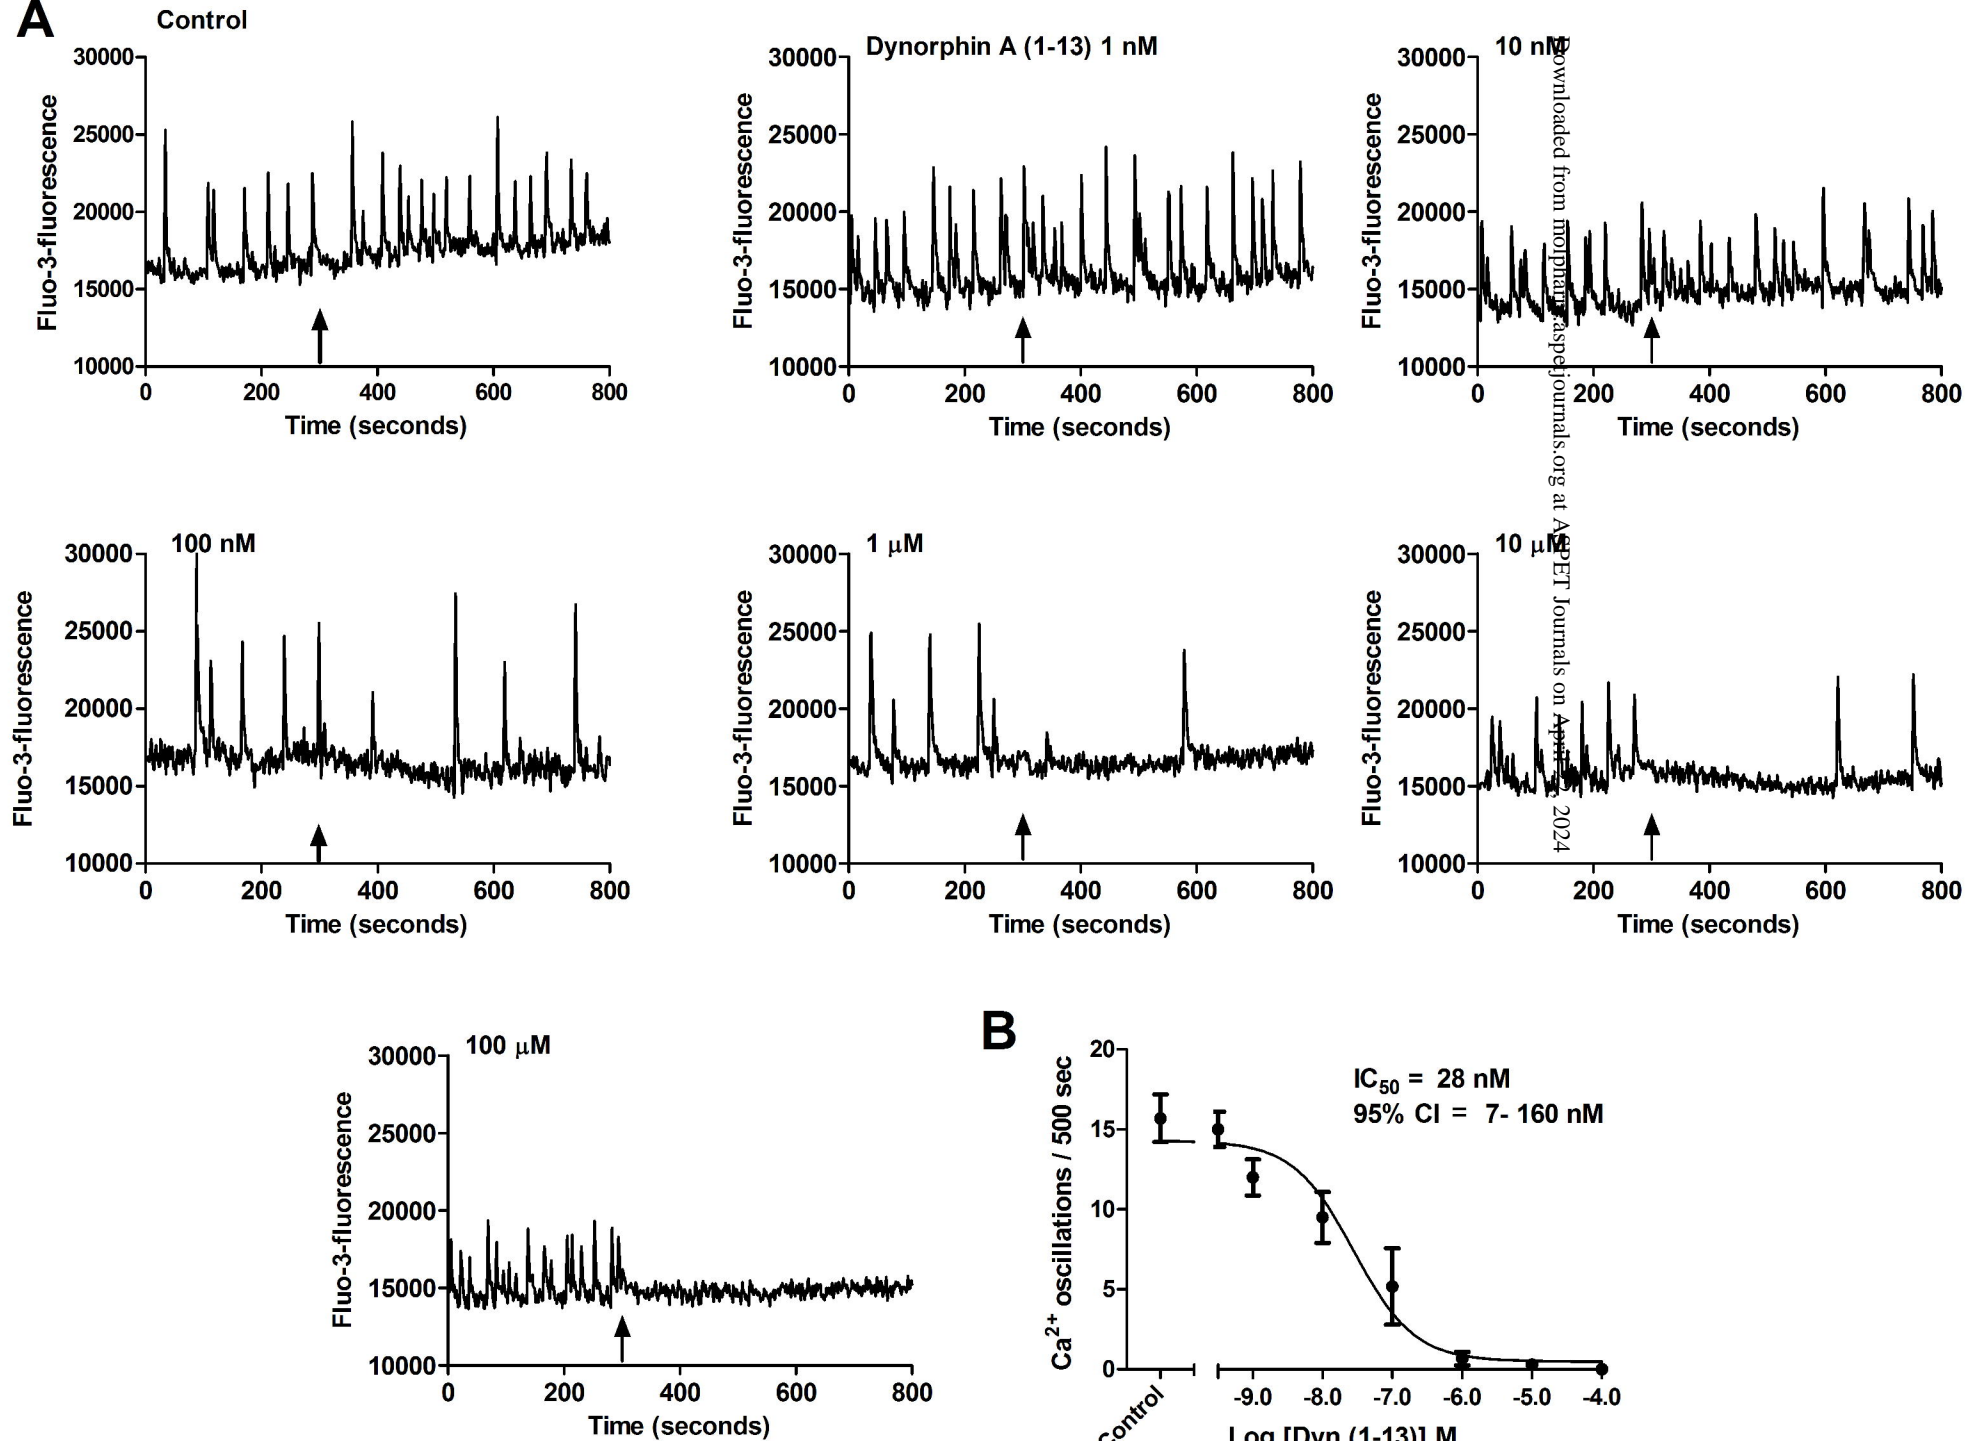 A
Control
30000
25000
20000
15000
10000
Fluo-3-fluorescence
0 200 400 600 800
Time (seconds)
Dynorphin A (1-13) 1 nM
30000
25000
20000
15000
10000
Fluo-3-fluorescence
0 200 400 600 800
Time (seconds)
10 nM
30000
25000
20000
15000
10000
Fluo-3-fluorescence
0 200 400 600 800
Time (seconds)
100 nM
30000
25000
20000
15000
10000
Fluo-3-fluorescence
0 200 400 600 800
Time (seconds)
1 μM
30000
25000
20000
15000
10000
Fluo-3-fluorescence
0 200 400 600 800
Time (seconds)
10 μM
30000
25000
20000
15000
10000
Fluo-3-fluorescence
0 200 400 600 800
Time (seconds)
100 μM
30000
25000
20000
15000
10000
Fluo-3-fluorescence
0 200 400 600 800
Time (seconds)
B
20
15
10
5
0
Ca2+ oscillations / 500 sec
IC50 = 28 nM
95% CI = 7- 160 nM
Control -9.0 -8.0 -7.0 -6.0 -5.0 -4.0
Log [Dyn (1-13)] M
Downloaded from molpharm.aspetjournals.org at ASPET Journals on April 2, 2024